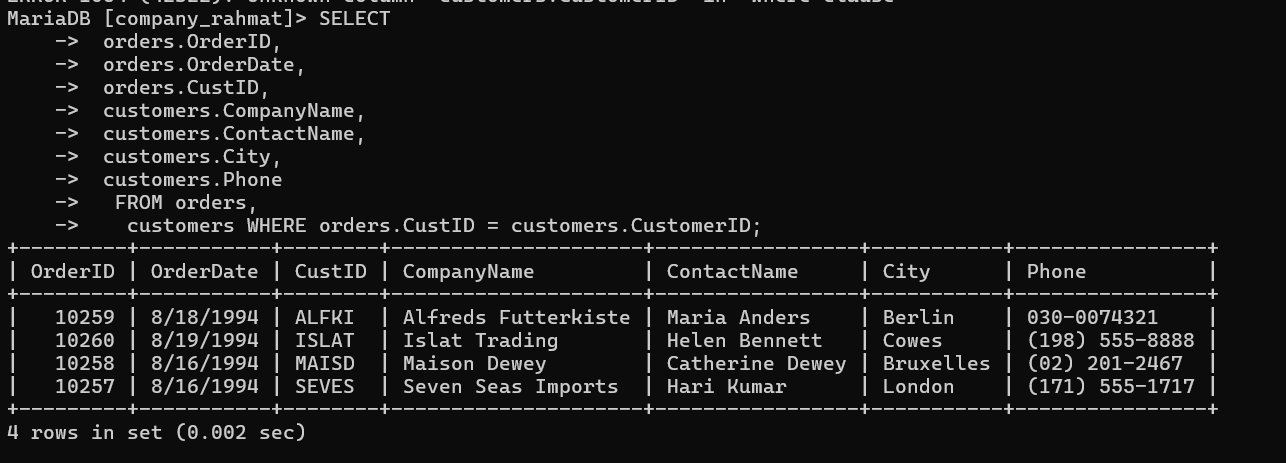 MariaDB [company_rahmat]> SELECT
    ->  orders.OrderID,
    ->  orders.OrderDate,
    ->  orders.CustID,
    ->  customers.CompanyName,
    ->  customers.ContactName,
    ->  customers.City,
    ->  customers.Phone
    ->   FROM orders,
    ->    customers WHERE orders.CustID = customers.CustomerID;
+---------+-----------+--------+---------------------+-----------------+-----------+----------------+
| OrderID | OrderDate | CustID | CompanyName         | ContactName     | City      | Phone          |
+---------+-----------+--------+---------------------+-----------------+-----------+----------------+
|   10259 | 8/18/1994 | ALFKI  | Alfreds Futterkiste | Maria Anders    | Berlin    | 030-0074321    |
|   10260 | 8/19/1994 | ISLAT  | Islat Trading       | Helen Bennett   | Cowes     | (198) 555-8888 |
|   10258 | 8/16/1994 | MAISD  | Maison Dewey        | Catherine Dewey | Bruxelles | (02) 201-2467  |
|   10257 | 8/16/1994 | SEVES  | Seven Seas Imports  | Hari Kumar      | London    | (171) 555-1717 |
+---------+-----------+--------+---------------------+-----------------+-----------+----------------+
4 rows in set (0.002 sec)